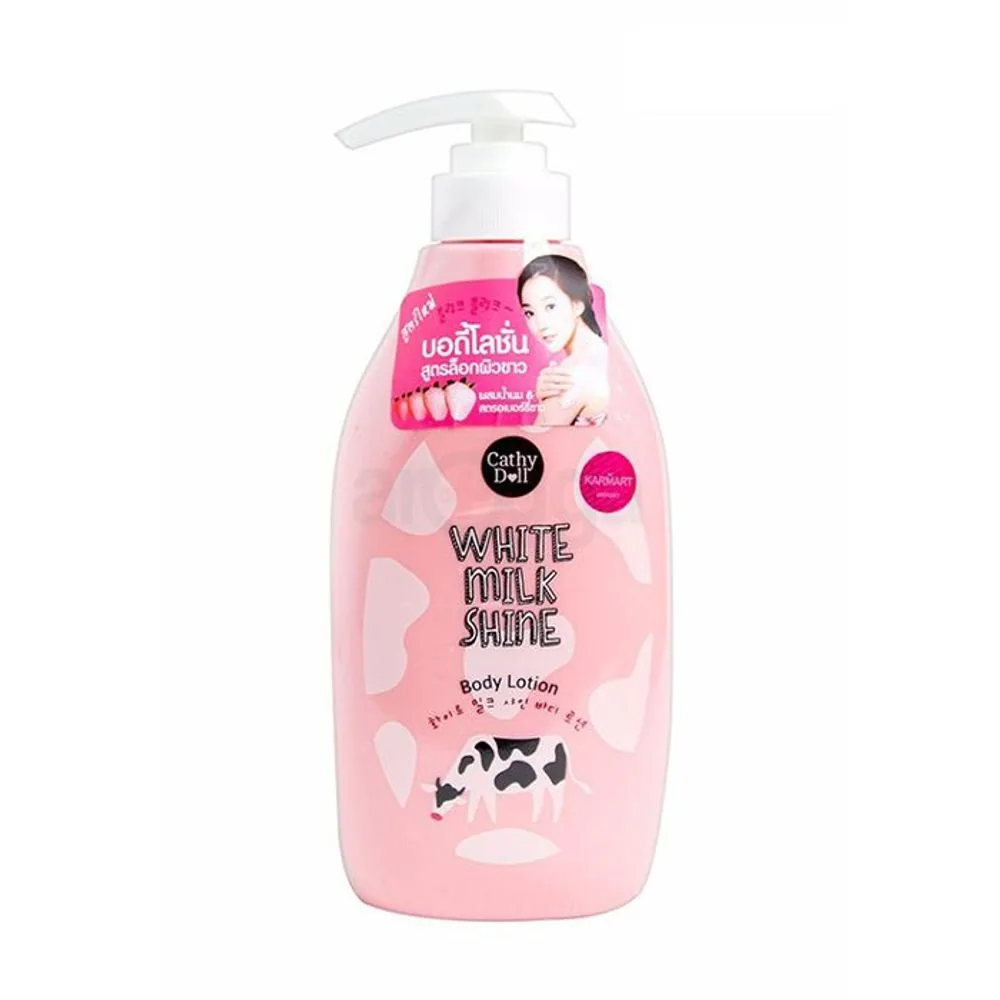 สูตรใหม่
บอดี้โลชั่น
สูตรล็อกผิวขาว
ผสมน้ำนม &
สตรอเบอร์รี่ขาว
Cathy
Doll
KARMART
WHITE
MILK
SHINE
Body Lotion
화이트 밀크 샤인 바디 로션